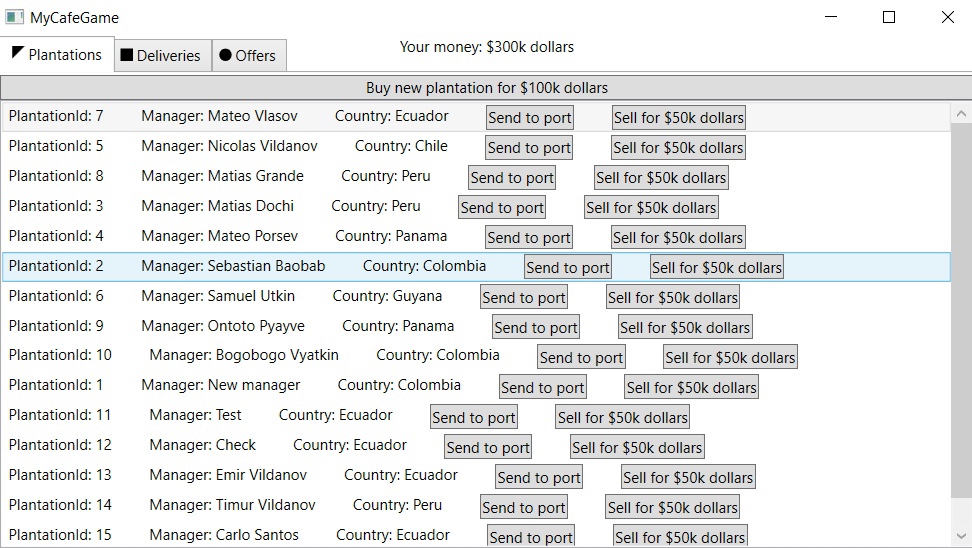 MyCafeGame
Plantations Deliveries Offers Your money: $300k dollars
Buy new plantation for $100k dollars
PlantationId: 7 Manager: Mateo Vlasov Country: Ecuador Send to port Sell for $50k dollars
PlantationId: 5 Manager: Nicolas Vildanov Country: Chile Send to port Sell for $50k dollars
PlantationId: 8 Manager: Matias Grande Country: Peru Send to port Sell for $50k dollars
PlantationId: 3 Manager: Matias Dochi Country: Peru Send to port Sell for $50k dollars
PlantationId: 4 Manager: Mateo Porsev Country: Panama Send to port Sell for $50k dollars
PlantationId: 2 Manager: Sebastian Baobab Country: Colombia Send to port Sell for $50k dollars
PlantationId: 6 Manager: Samuel Utkin Country: Guyana Send to port Sell for $50k dollars
PlantationId: 9 Manager: Ontoto Pyayve Country: Panama Send to port Sell for $50k dollars
PlantationId: 10 Manager: Bogobogo Vyatkin Country: Colombia Send to port Sell for $50k dollars
PlantationId: 1 Manager: New manager Country: Colombia Send to port Sell for $50k dollars
PlantationId: 11 Manager: Test Country: Ecuador Send to port Sell for $50k dollars
PlantationId: 12 Manager: Check Country: Ecuador Send to port Sell for $50k dollars
PlantationId: 13 Manager: Emir Vildanov Country: Ecuador Send to port Sell for $50k dollars
PlantationId: 14 Manager: Timur Vildanov Country: Peru Send to port Sell for $50k dollars
PlantationId: 15 Manager: Carlo Santos Country: Ecuador Send to port Sell for $50k dollars